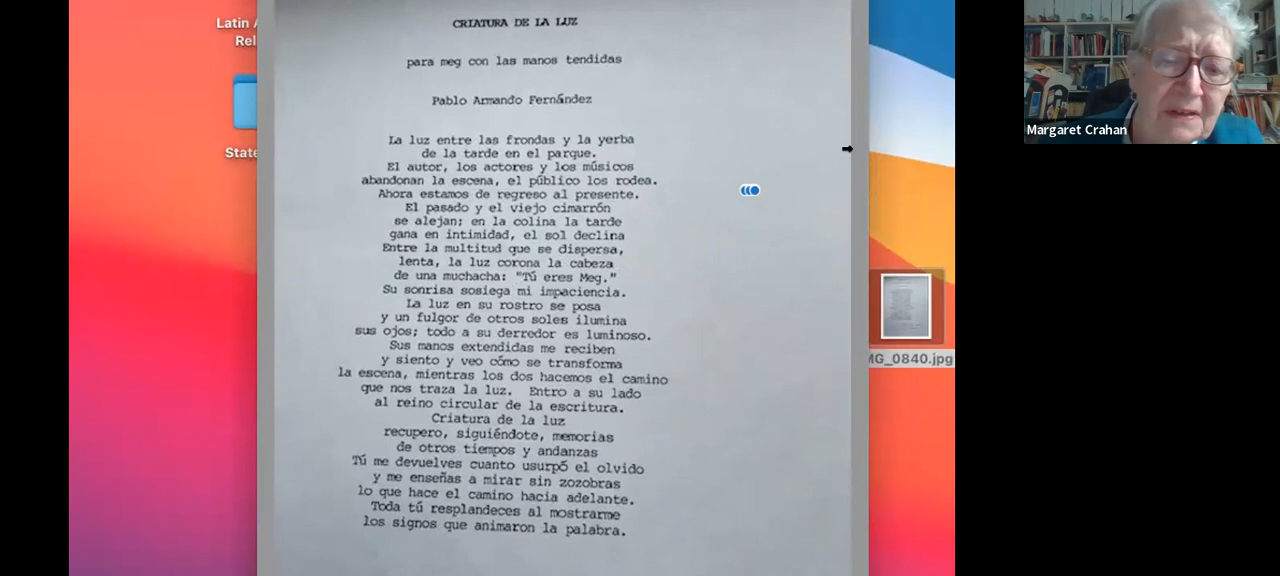 Latin
Rel
State
CRIATURA DE LA LUZ
para meg con las manos tendidas
Pablo Armando Fernández
La luz entre las frondas y la yerba
de la tarde en el parque.
El autor, los actores y los músicos
abandonan la escena, el público los rodea.
Ahora estamos de regreso al presente.
El pasado y el viejo cimarrón
se alejan; en la colina la tarde
gana en intimidad, el sol declina
Entre la multitud que se dispersa,
lenta, la luz corona la cabeza
de una muchacha: "Tú eres Meg."
Su sonrisa sosiega mi impaciencia.
La luz en su rostro se posa
y un fulgor de otros soles ilumina
sus ojos; todo a su derredor es luminoso.
Sus manos extendidas me reciben
y siento y veo cómo se transforma
la escena, mientras los dos hacemos el camino
que nos traza la luz. Entro a su lado
al reino circular de la escritura.
Criatura de la luz
recupero, siguiéndote, memorias
de otros tiempos y andanzas
Tú me devuelves cuanto usurpó el olvido
y me enseñas a mirar sin zozobras
lo que hace el camino hacia adelante.
Toda tú resplandeces al mostrarme
los signos que animaron la palabra.
MG_0840.jpg
Margaret Crahan